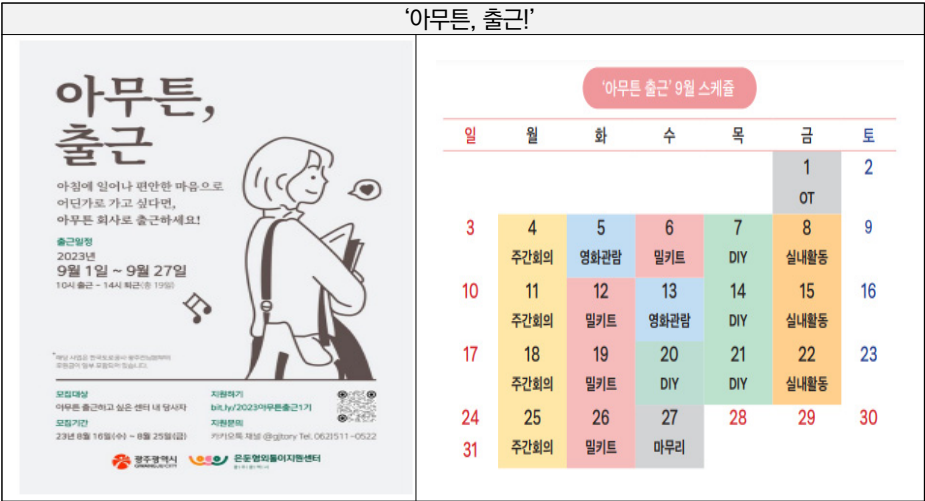 ‘아무튼, 출근!’
아무튼,
출근
아침에 일어나 편안한 마음으로
어딘가로 가고 싶다면,
아무튼 회사로 출근하세요!
출근일정
2023년
9월 1일 ~ 9월 27일
10시 출근 - 14시 퇴근(총 19일)
모집대상
아무튼 출근하고 싶은 센터 내 당사자
모집기간
23년 8월 16일(수) ~ 8월 25일(금)
지원하기
bit.ly/2023아무튼출근1기
지원문의
카카오톡 채널 @gjtory Tel. 062)511-0522
광주광역시
GWANGJU CITY
은둔형외톨이지원센터
광주광역시
‘아무튼 출근’ 9월 스케쥴
일 월 화 수 목 금 토
1 2
OT
3 4 5 6 7 8 9
주간회의 영화관람 밀키트 DIY 실내활동
10 11 12 13 14 15 16
주간회의 밀키트 영화관람 DIY 실내활동
17 18 19 20 21 22 23
주간회의 밀키트 DIY DIY 실내활동
24 25 26 27 28 29 30
31 주간회의 밀키트 마무리